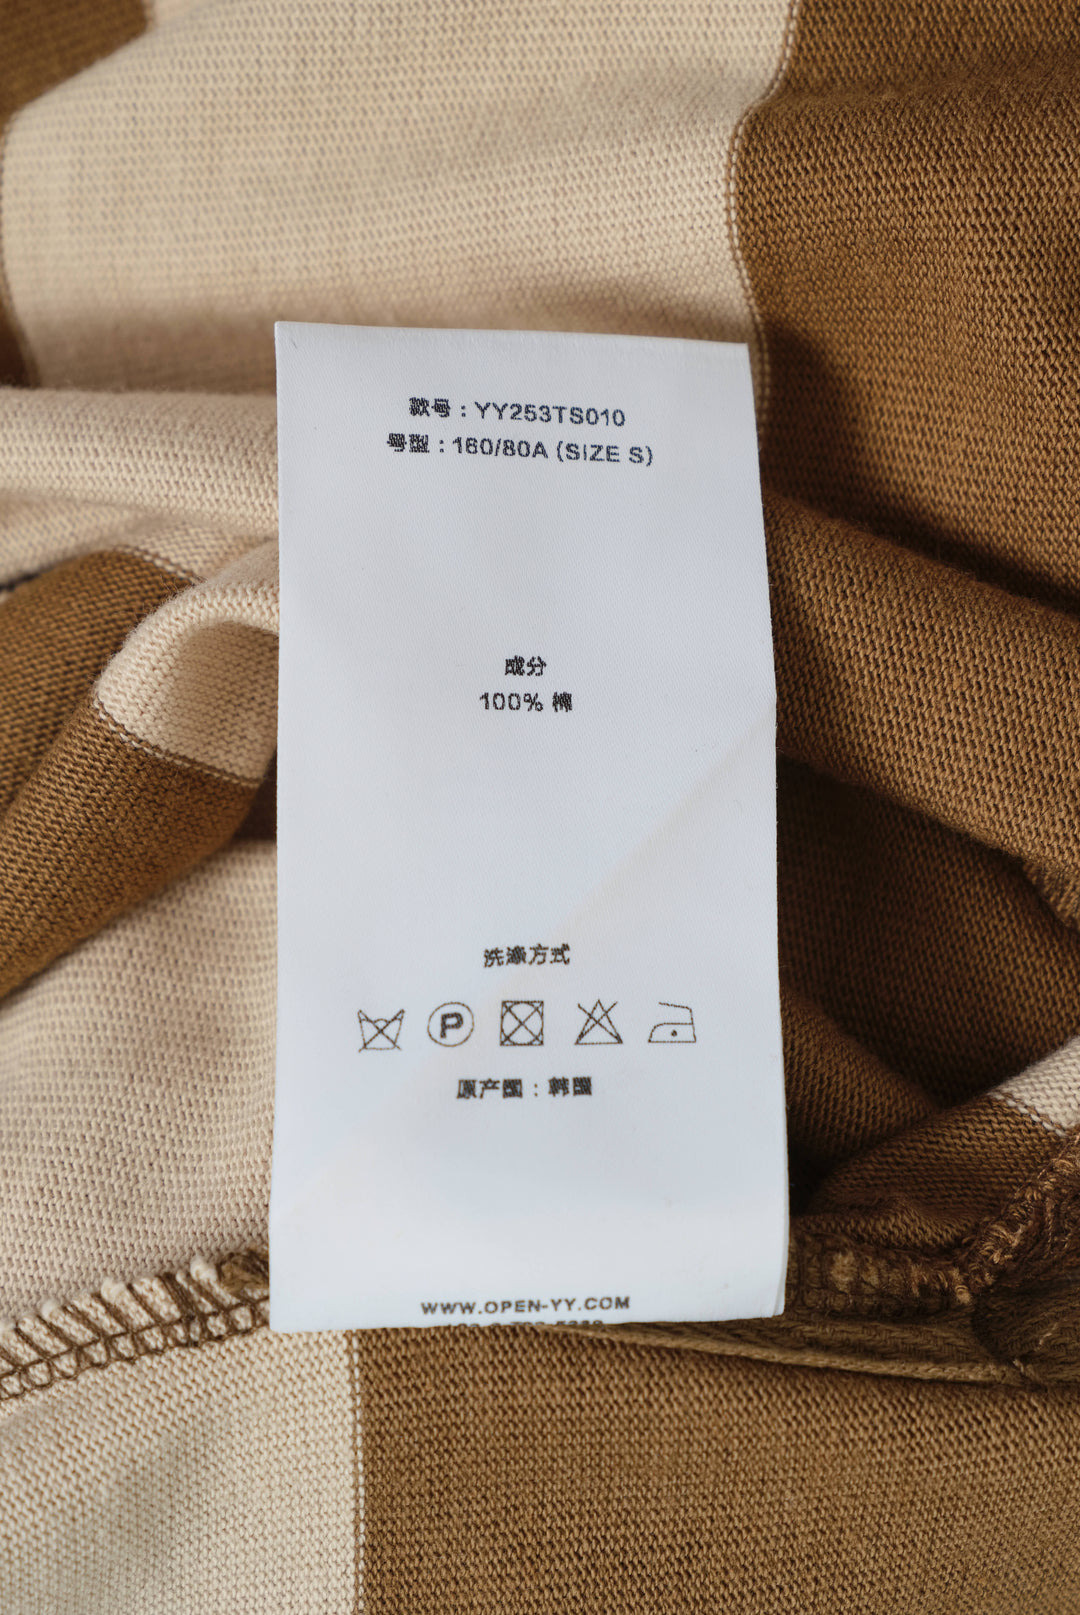 款号 : YY253TS010
号型 : 160/80A (SIZE S)
成分
100% 棉
洗涤方式
P
原产国 : 韩国
WWW.OPEN-YY.COM